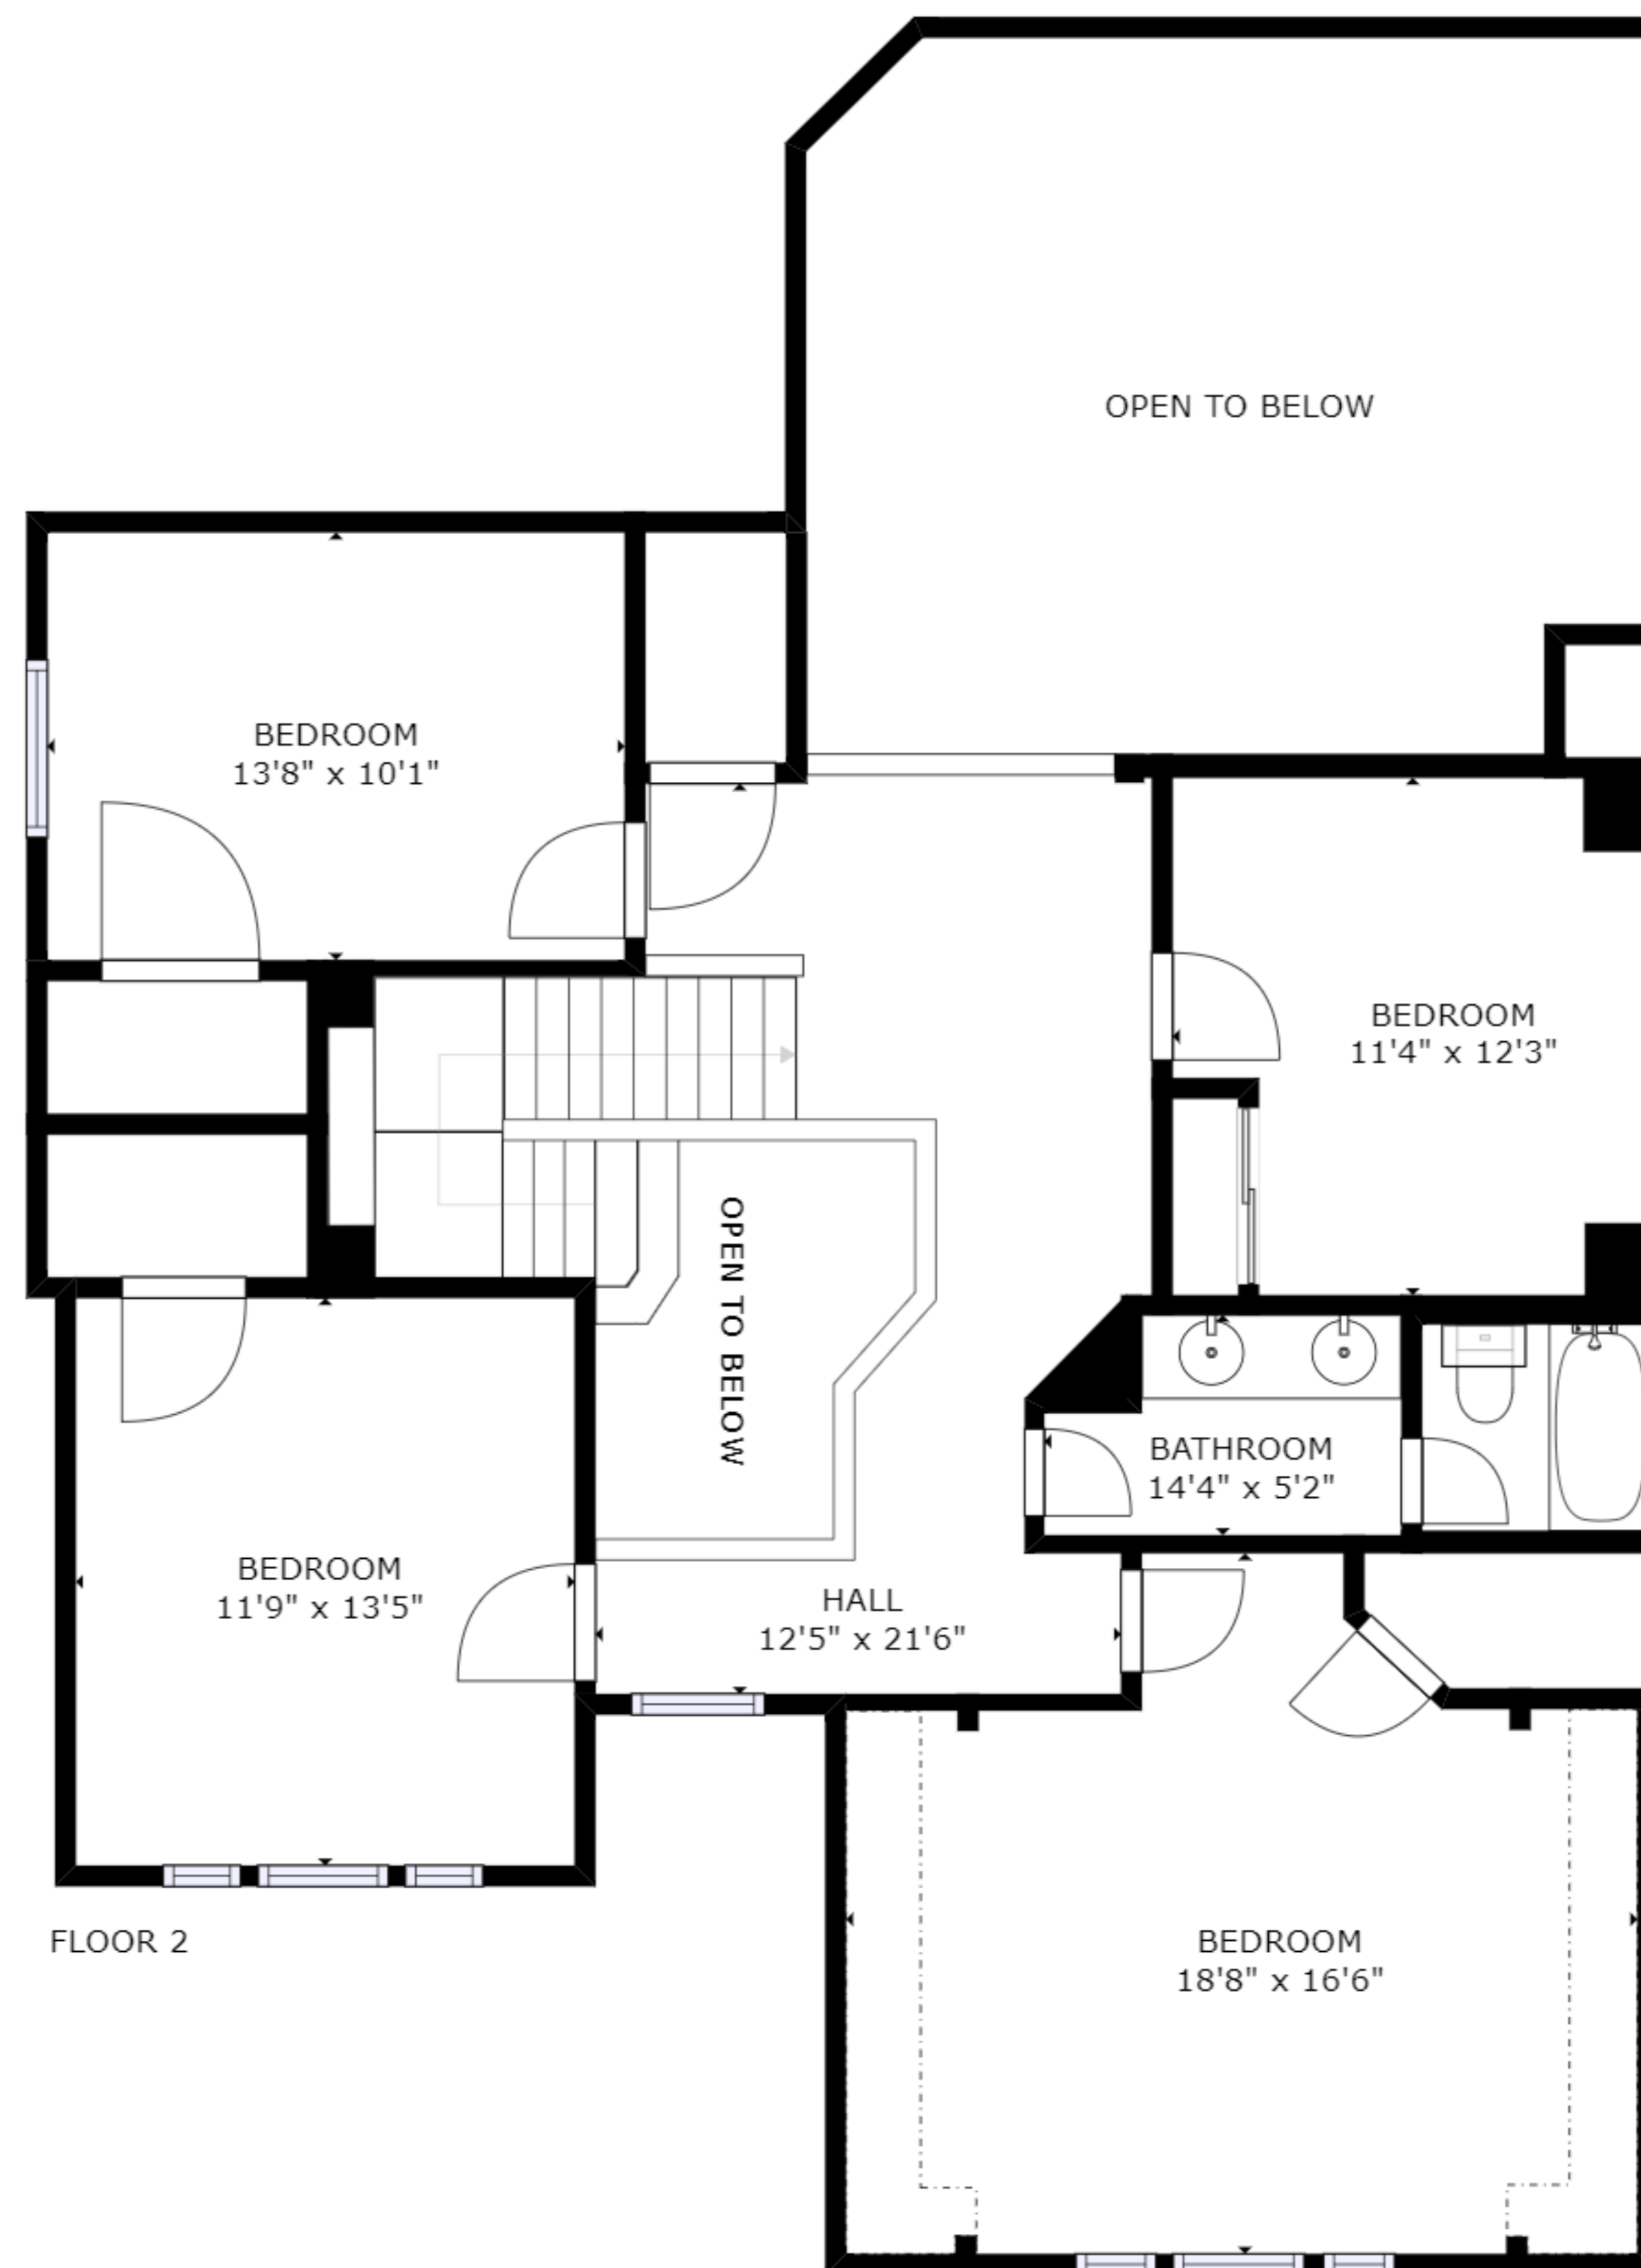 OPEN TO BELOW
BEDROOM
13'8" x 10'1"
BEDROOM
11'4" x 12'3"
OPEN TO BELOW
BATHROOM
14'4" x 5'2"
BEDROOM
11'9" x 13'5"
HALL
12'5" x 21'6"
FLOOR 2
BEDROOM
18'8" x 16'6"